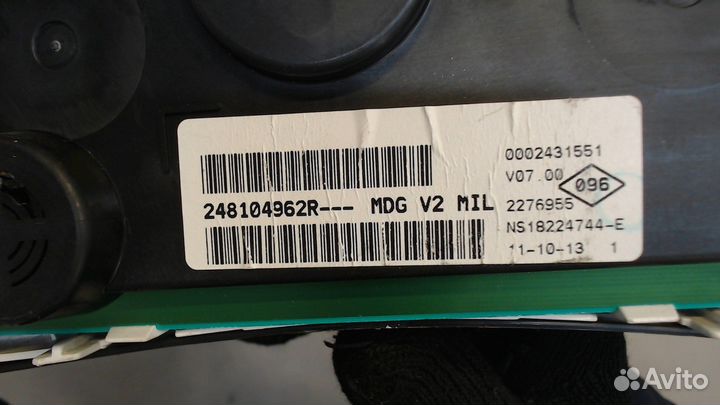 0002431551
V07.00
096
248104962R--- MDG V2 MIL
2276955
NS18224744-E
11-10-13 1
Avito